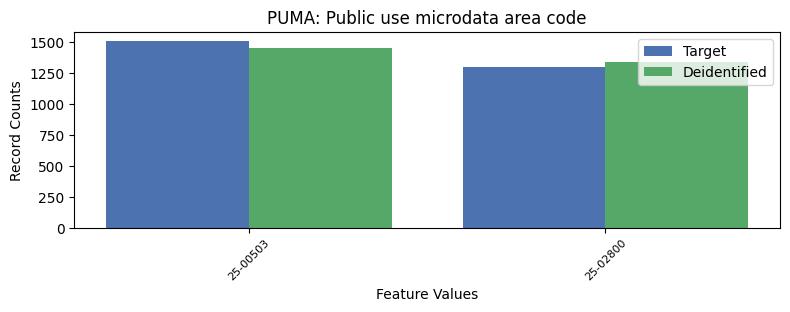 PUMA: Public use microdata area code
Target
Deidentified
Record Counts
1500
1250
1000
750
500
250
0
25-00503
25-02800
Feature Values